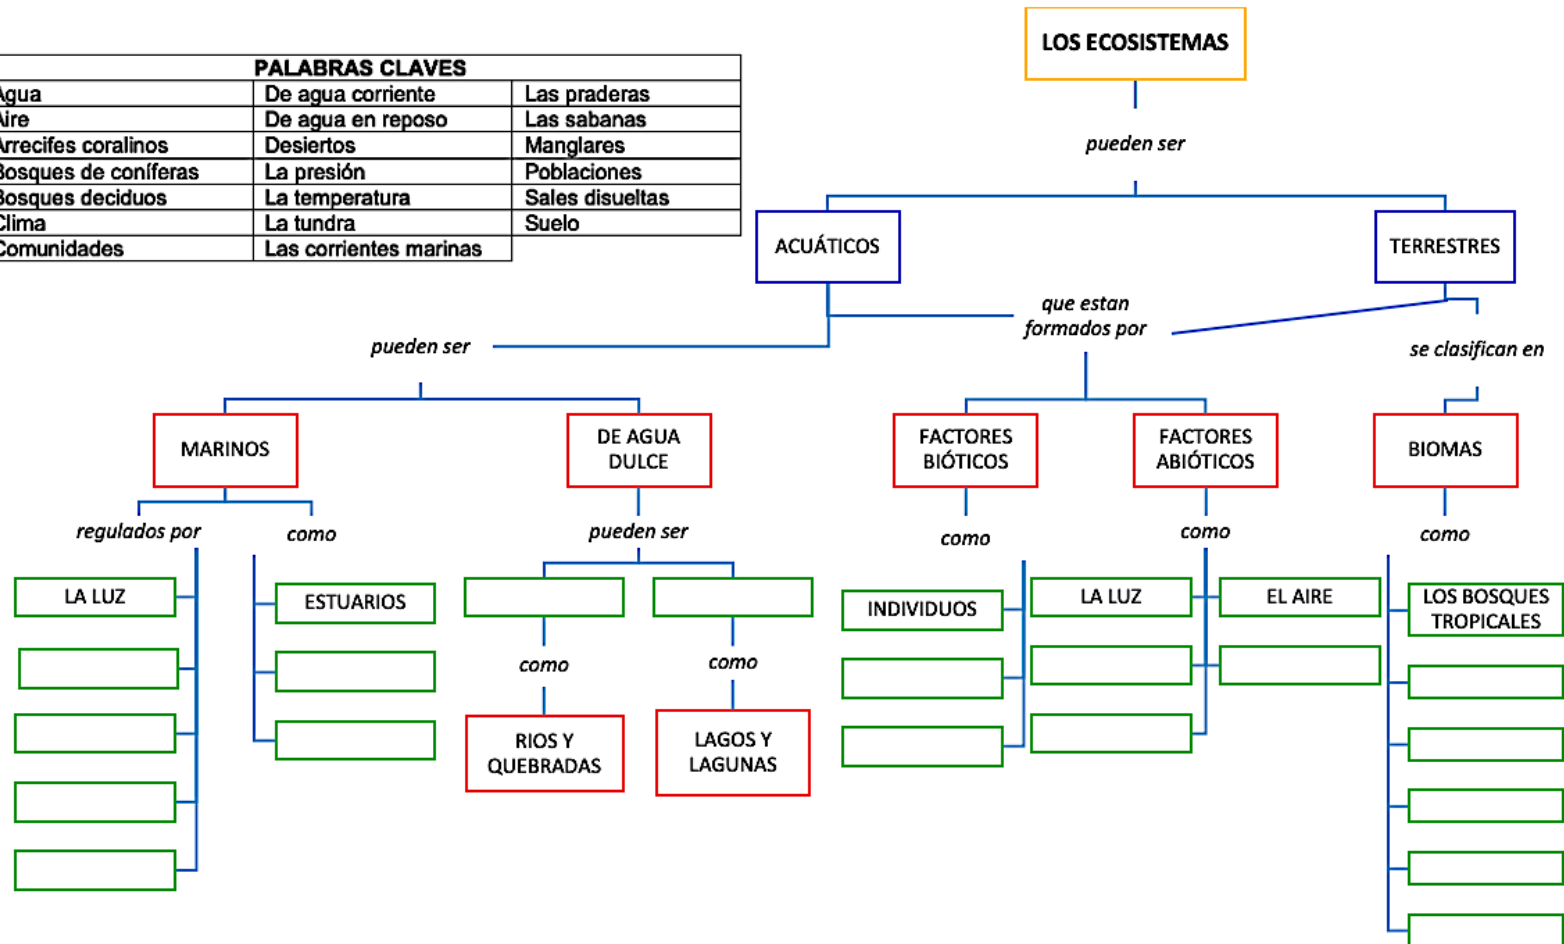 LOS ECOSISTEMAS
PALABRAS CLAVES
Agua De agua corriente Las praderas
Aire De agua en reposo Las sabanas
Arrecifes coralinos Desiertos Manglares
Bosques de coníferas La presión Poblaciones
Bosques deciduos La temperatura Sales disueltas
Clima La tundra Suelo
Comunidades Las corrientes marinas
pueden ser
ACUÁTICOS
TERRESTRES
que estan
formados por
pueden ser
se clasifican en
MARINOS
DE AGUA
DULCE
FACTORES
BIÓTICOS
FACTORES
ABIÓTICOS
BIOMAS
regulados por
como
pueden ser
como
como
como
LA LUZ
ESTUARIOS
INDIVIDUOS
LA LUZ
EL AIRE
LOS BOSQUES
TROPICALES
como
como
RIOS Y
QUEBRADAS
LAGOS Y
LAGUNAS